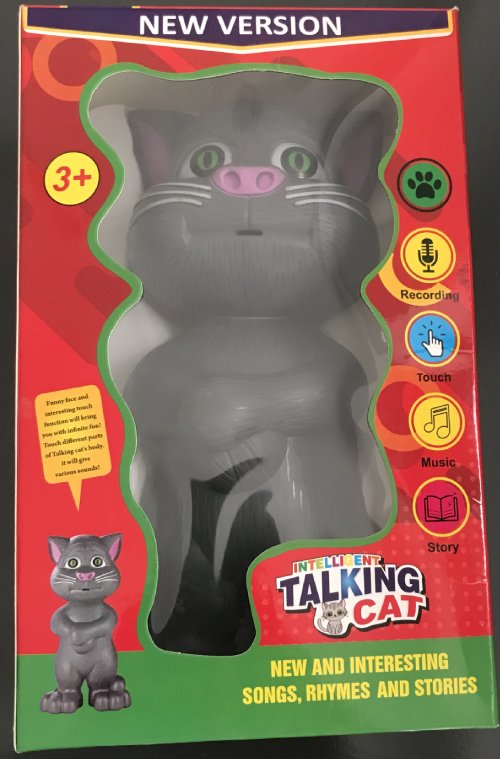 NEW VERSION
3+
Recording
Touch
Music
Story
Funny face and
interesting touch
function will bring
you with infinite fun!
Touch different parts
of Talking cat's body.
it will give
various sounds!
INTELLIGENT
TALKING
CAT
NEW AND INTERESTING
SONGS, RHYMES AND STORIES